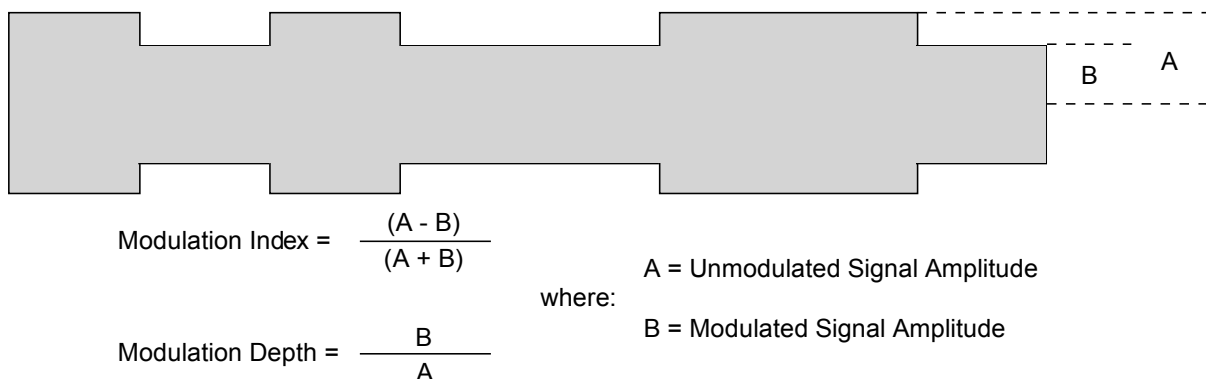 B
A
Modulation Index = (A - B)
(A + B)
where:
A = Unmodulated Signal Amplitude
B = Modulated Signal Amplitude
Modulation Depth = B
A